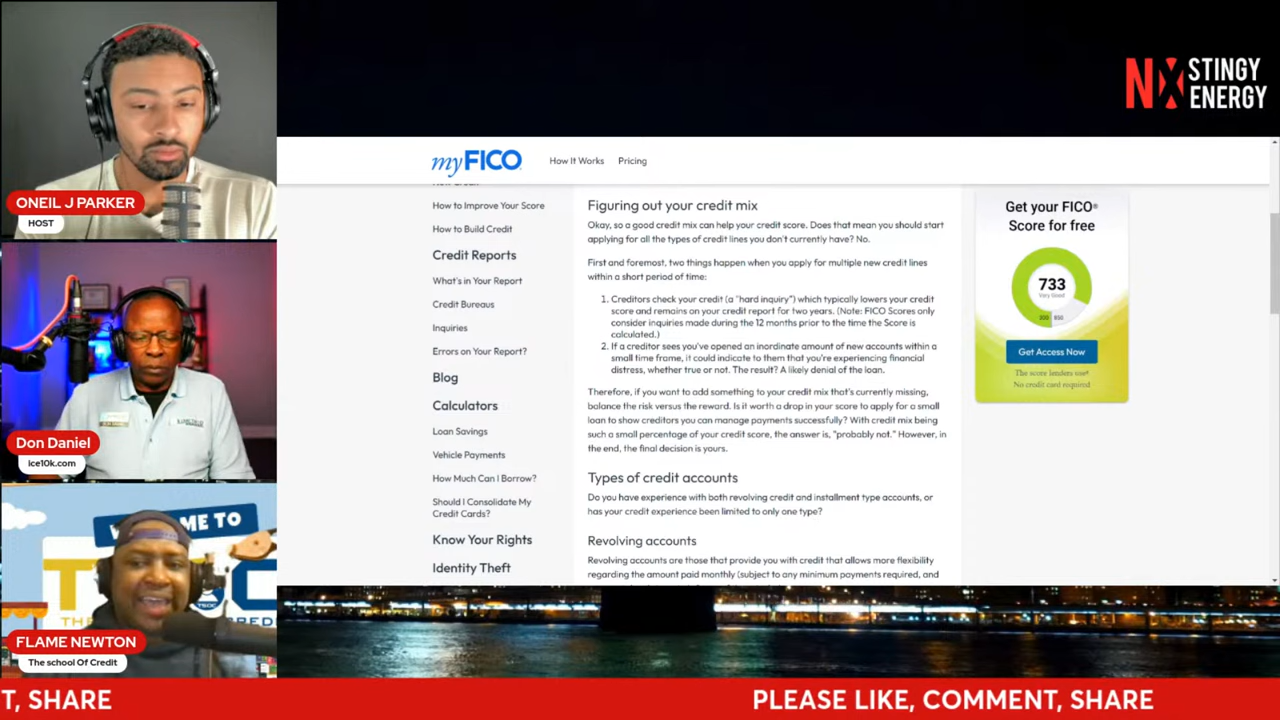 ONEIL J PARKER
HOST
Don Daniel
ice10k.com
WELCOME TO
FLAME NEWTON
The school Of Credit
NX STINGY
ENERGY
myFICO
How It Works
Pricing
How to Improve Your Score
How to Build Credit
Credit Reports
What's in Your Report
Credit Bureaus
Inquiries
Errors on Your Report?
Blog
Calculators
Loan Savings
Vehicle Payments
How Much Can I Borrow?
Should I Consolidate My
Credit Cards?
Know Your Rights
Identity Theft
Figuring out your credit mix
Okay, so a good credit mix can help your credit score. Does that mean you should start
applying for all the types of credit lines you don't currently have? No.
First and foremost, two things happen when you apply for multiple new credit lines
within a short period of time:
1. Creditors check your credit (a "hard inquiry") which typically lowers your credit
score and remains on your credit report for two years. (Note: FICO Scores only
consider inquiries made during the 12 months prior to the time the Score is
calculated.)
2. If a creditor sees you've opened an inordinate amount of new accounts within a
small time frame, it could indicate to them that you're experiencing financial
distress, whether true or not. The result? A likely denial of the loan.
Therefore, if you want to add something to your credit mix that's currently missing,
balance the risk versus the reward. Is it worth a drop in your score to apply for a small
loan to show creditors you can manage payments successfully? With credit mix being
such a small percentage of your credit score, the answer is, "probably not." However, in
the end, the final decision is yours.
Types of credit accounts
Do you have experience with both revolving credit and installment type accounts, or
has your credit experience been limited to only one type?
Revolving accounts
Revolving accounts are those that provide you with credit that allows more flexibility
regarding the amount paid monthly (subject to any minimum payments required, and
Get your FICO®
Score for free
733
Very Good
300 850
Get Access Now
The score lenders use*
No credit card required
T, SHARE
PLEASE LIKE, COMMENT, SHARE